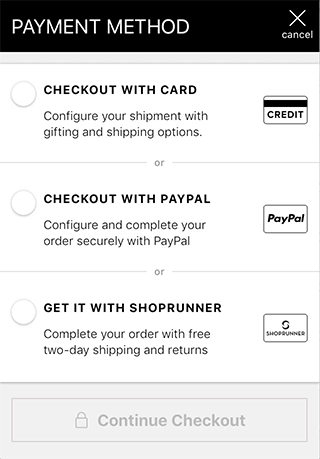 PAYMENT METHOD
cancel
CHECKOUT WITH CARD
Configure your shipment with
gifting and shipping options.
CREDIT
or
CHECKOUT WITH PAYPAL
Configure and complete your
order securely with PayPal
PayPal
or
GET IT WITH SHOPRUNNER
Complete your order with free
two-day shipping and returns
SHOPRUNNER
Continue Checkout